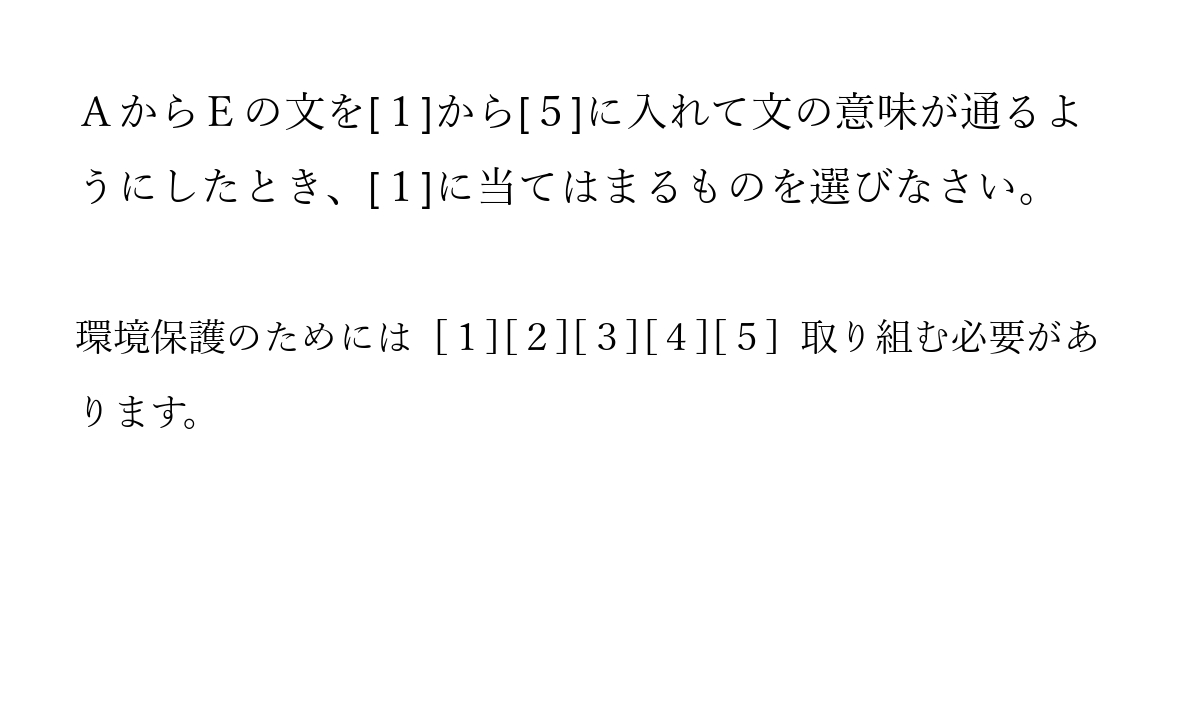 ＡからＥの文を[１]から[５]に入れて文の意味が通るよ
うにしたとき、[１]に当てはまるものを選びなさい。
環境保護のためには［１][２][３][４][５］取り組む必要があ
ります。